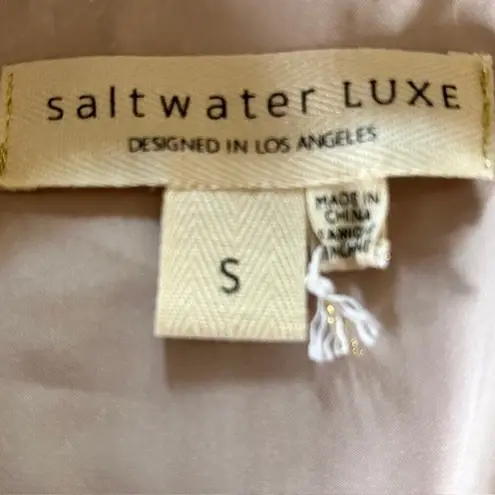 saltwater LUXE
DESIGNED IN LOS ANGELES
S
MADE IN
CHINA